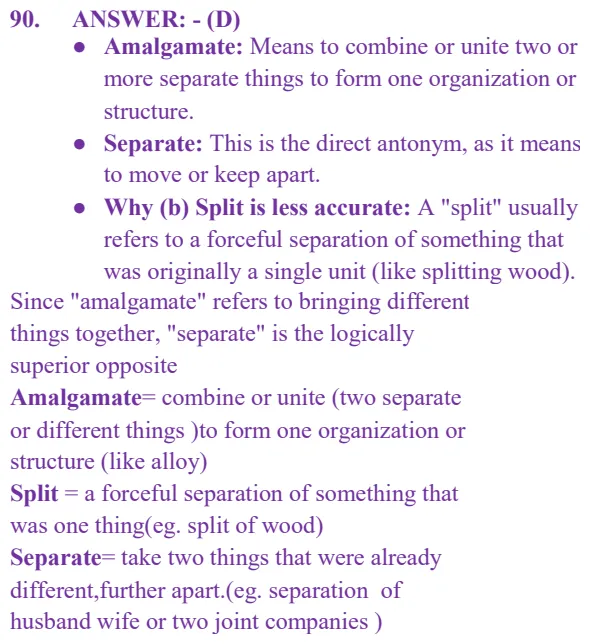 90. ANSWER: - (D)
● Amalgamate: Means to combine or unite two or
more separate things to form one organization or
structure.
● Separate: This is the direct antonym, as it means
to move or keep apart.
● Why (b) Split is less accurate: A "split" usually
refers to a forceful separation of something that
was originally a single unit (like splitting wood).
Since "amalgamate" refers to bringing different
things together, "separate" is the logically
superior opposite
Amalgamate= combine or unite (two separate
or different things )to form one organization or
structure (like alloy)
Split = a forceful separation of something that
was one thing(eg. split of wood)
Separate= take two things that were already
different,further apart.(eg. separation of
husband wife or two joint companies )